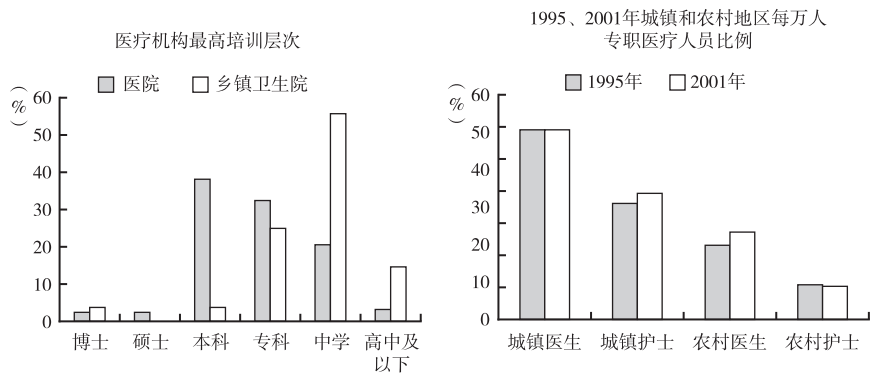 医疗机构最高培训层次
医院
乡镇卫生院
(%)
60
50
40
30
20
10
0
博士
硕士
本科
专科
中学
高中及
以下
1995、2001年城镇和农村地区每万人
专职医疗人员比例
1995年
2001年
(%)
60
50
40
30
20
10
0
城镇医生
城镇护士
农村医生
农村护士